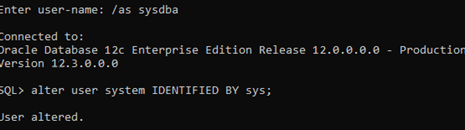 Enter user-name: /as sysdba
Connected to:
Oracle Database 12c Enterprise Edition Release 12.0.0.0.0 - Production
Version 12.3.0.0.0
SQL> alter user system IDENTIFIED BY sys;
User altered.